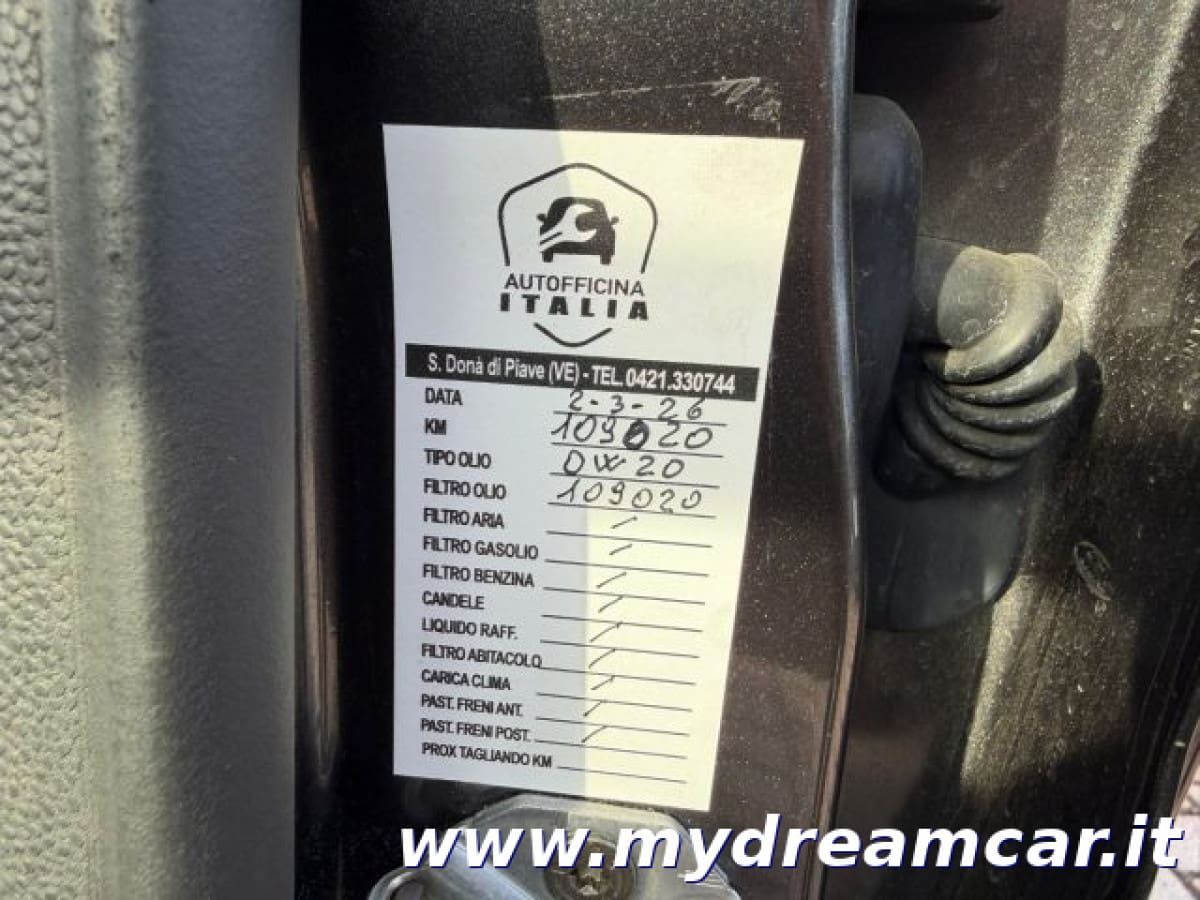 AUTOFFICINA
ITALIA
S. Donà di Piave (VE) - TEL. 0421.330744
DATA 2-3-26
KM 109020
TIPO OLIO 0W20
FILTRO OLIO 109020
FILTRO ARIA /
FILTRO GASOLIO /
FILTRO BENZINA /
CANDELE /
LIQUIDO RAFF. /
FILTRO ABITACOLO /
CARICA CLIMA /
PAST. FRENI ANT. /
PAST. FRENI POST. /
PROX TAGLIANDO KM
www.mydreamcar.it